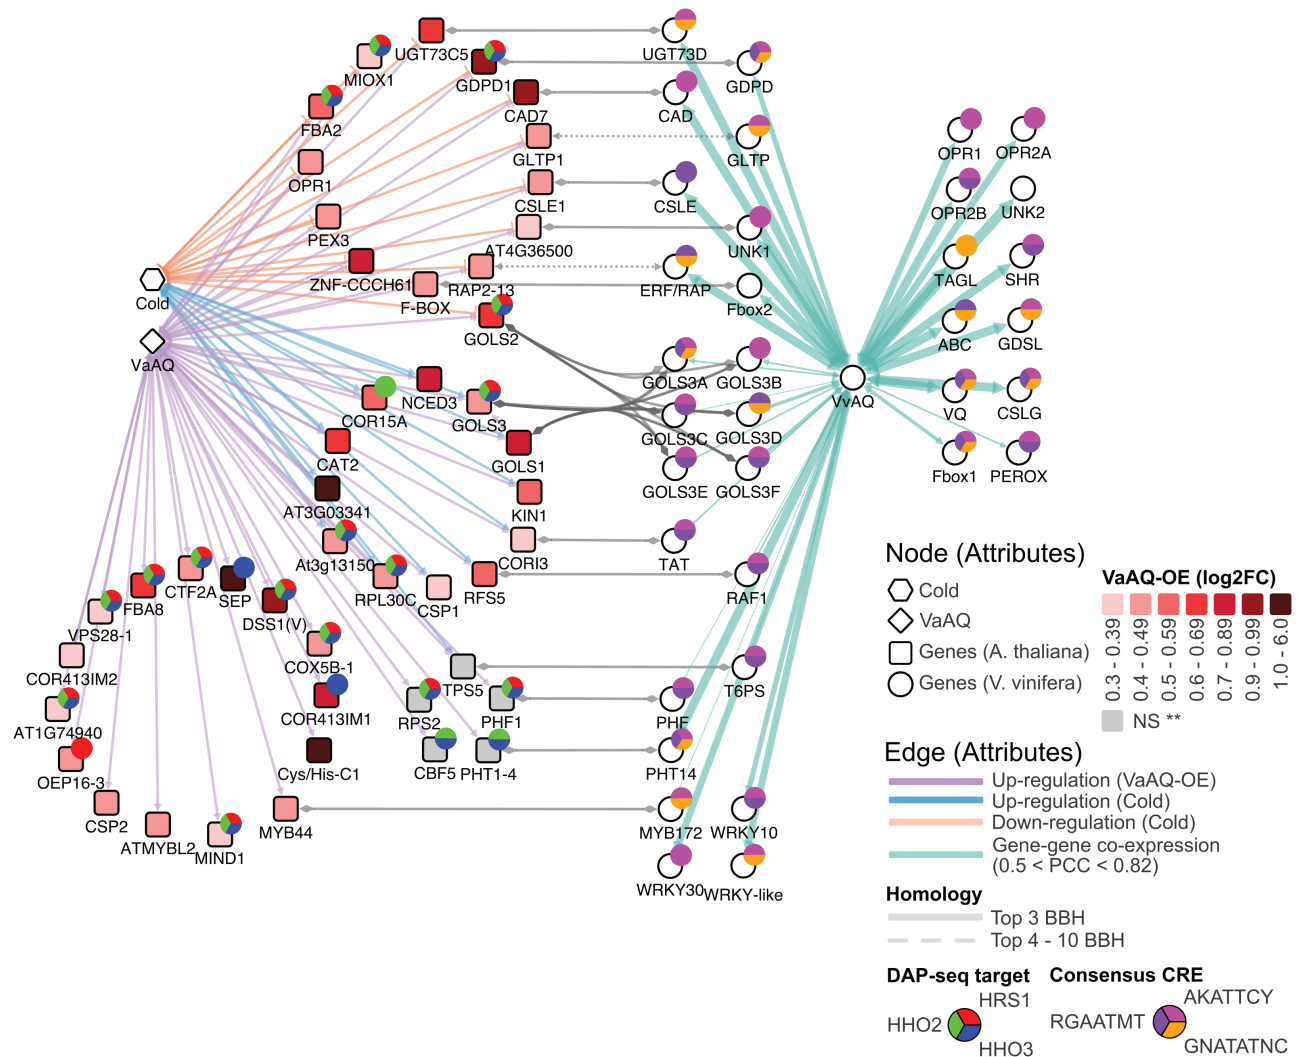 UGT73C5
UGT73D
MIOX1
GDPD1
GDPD
FBA2
CAD7
CAD
GLTP1
GLTP
OPR1
OPR1
OPR2A
CSLE1
CSLE
OPR2B
UNK2
PEX3
AT4G36500
UNK1
ZNF-CCCH61
RAP2-13
ERF/RAP
TAGL
SHR
Cold
F-BOX
Fbox2
GOLS2
ABC
GDSL
VaAQ
GOLS3A
GOLS3B
NCED3
VvAQ
COR15A
GOLS3
VQ
CSLG
GOLS3C
GOLS3D
CAT2
GOLS1
Fbox1
PEROX
GOLS3E
GOLS3F
AT3G03341
KIN1
At3g13150
CORI3
TAT
CTF2A
SEP
FBA8
RPL30C
CSP1
RFS5
RAF1
VPS28-1
DSS1(V)
COX5B-1
COR413IM2
TPS5
T6PS
COR413IM1
RPS2
PHF1
PHF
AT1G74940
OEP16-3
Cys/His-C1
CBF5
PHT1-4
PHT14
CSP2
MYB44
MYB172
WRKY10
ATMYBL2
MIND1
WRKY30
WRKY-like
Node (Attributes)
Cold
VaAQ
Genes (A. thaliana)
Genes (V. vinifera)
VaAQ-OE (log2FC)
0.3 - 0.39
0.4 - 0.49
0.5 - 0.59
0.6 - 0.69
0.7 - 0.89
0.9 - 0.99
1.0 - 6.0
NS **
Edge (Attributes)
Up-regulation (VaAQ-OE)
Up-regulation (Cold)
Down-regulation (Cold)
Gene-gene co-expression
(0.5 < PCC < 0.82)
Homology
Top 3 BBH
Top 4 - 10 BBH
DAP-seq target
HRS1
HHO2
HHO3
Consensus CRE
AKATTCY
RGAATMT
GNATATNC